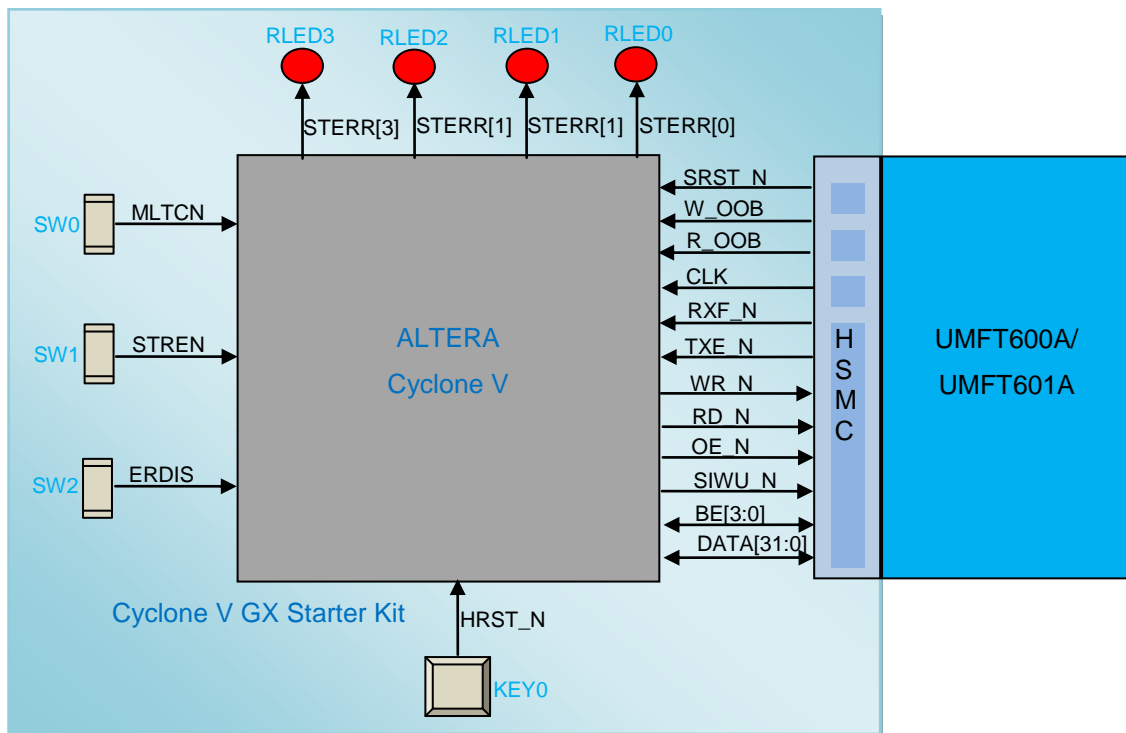 RLED3
RLED2
RLED1
RLED0
STERR[3]
STERR[1]
STERR[1]
STERR[0]
SW0
MLTCN
SW1
STREN
SW2
ERDIS
ALTERA
Cyclone V
SRST_N
W_OOB
R_OOB
CLK
RXF_N
TXE_N
WR_N
RD_N
OE_N
SIWU_N
BE[3:0]
DATA[31:0]
H
S
M
C
UMFT600A/
UMFT601A
Cyclone V GX Starter Kit
HRST_N
KEY0